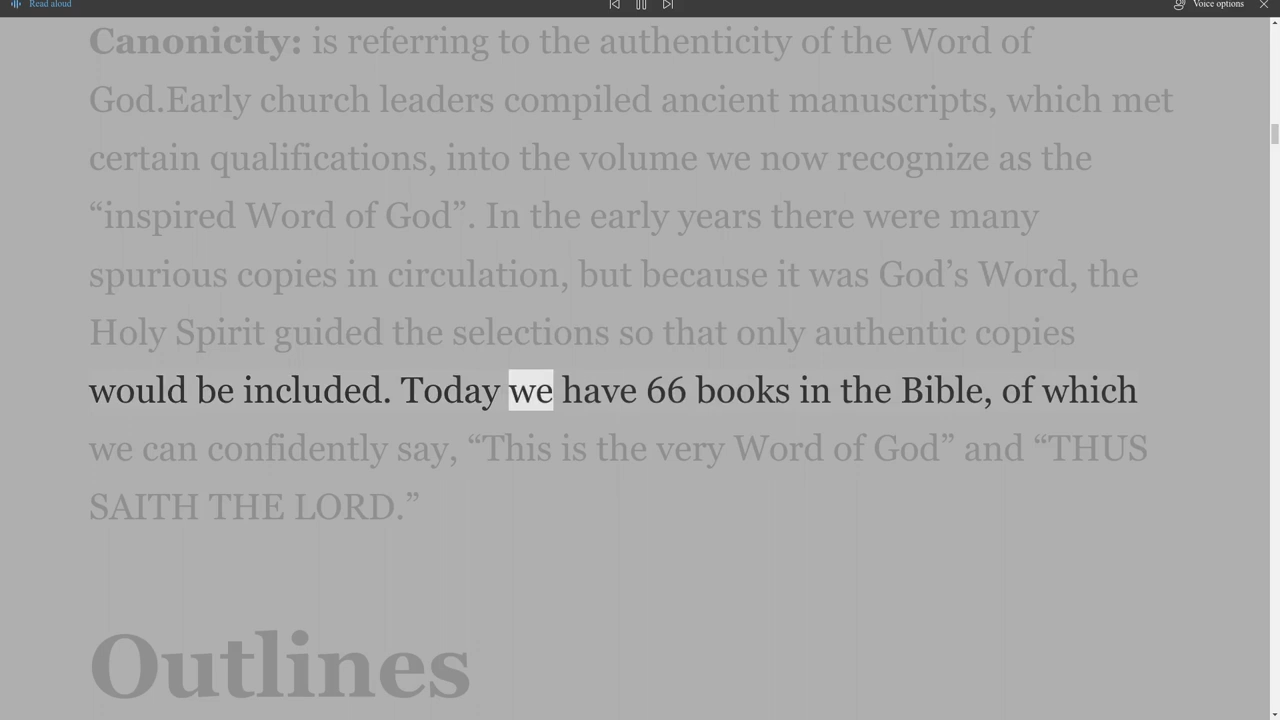 Read aloud
Voice options
Canonicity: is referring to the authenticity of the Word of
God.Early church leaders compiled ancient manuscripts, which met
certain qualifications, into the volume we now recognize as the
“inspired Word of God”. In the early years there were many
spurious copies in circulation, but because it was God’s Word, the
Holy Spirit guided the selections so that only authentic copies
would be included. Today we have 66 books in the Bible, of which
we can confidently say, “This is the very Word of God” and “THUS
SAITH THE LORD.”
Outlines